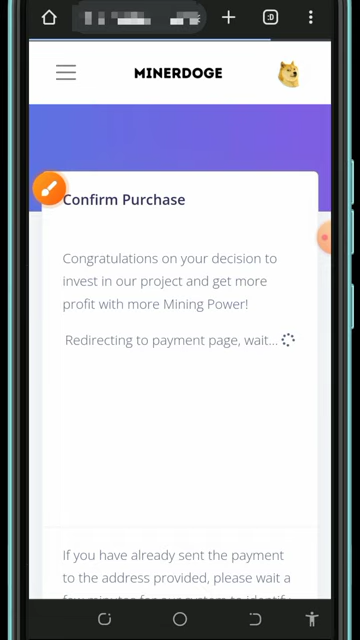 :D
MINERDOGE
Confirm Purchase
Congratulations on your decision to
invest in our project and get more
profit with more Mining Power!
Redirecting to payment page, wait...
If you have already sent the payment
to the address provided, please wait a